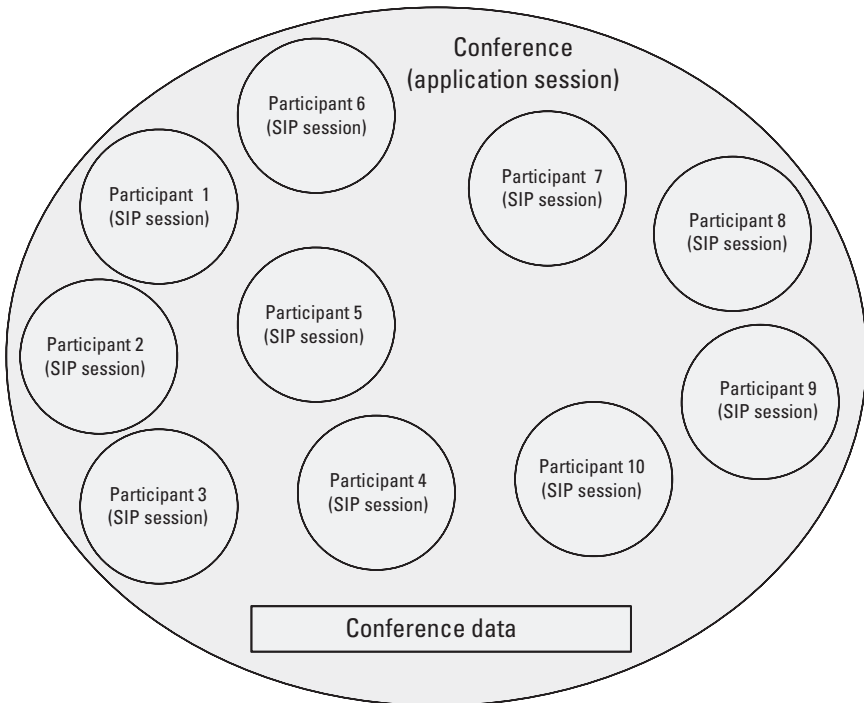 Conference
(application session)
Participant 6
(SIP session)
Participant 1
(SIP session)
Participant 7
(SIP session)
Participant 8
(SIP session)
Participant 5
(SIP session)
Participant 2
(SIP session)
Participant 9
(SIP session)
Participant 3
(SIP session)
Participant 4
(SIP session)
Participant 10
(SIP session)
Conference data